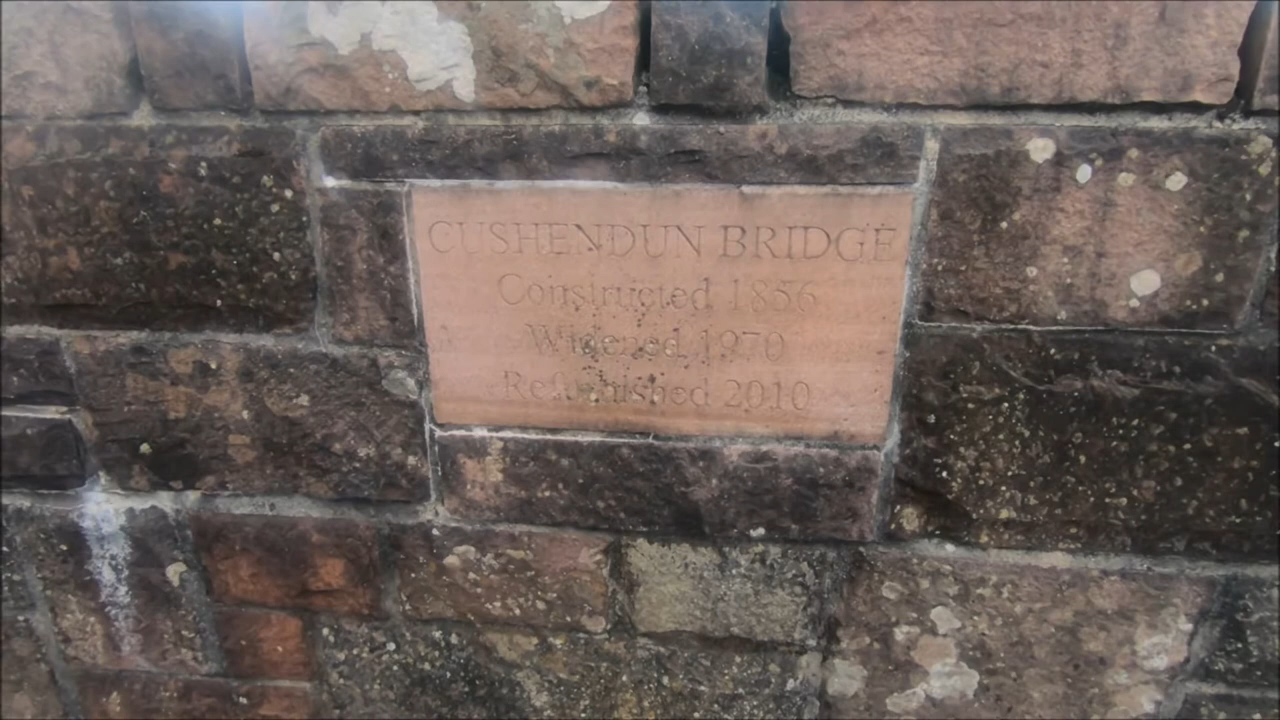 CUSHENDUN BRIDGE
Constructed 1856
Widened 1970
Refurbished 2010